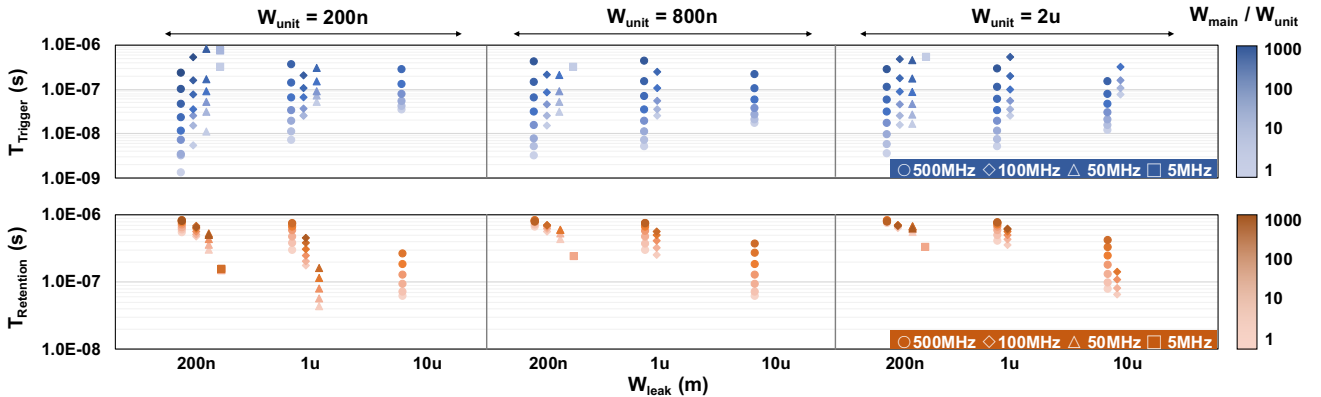 W_unit = 200n W_unit = 800n W_unit = 2u W_main / W_unit
T_Trigger (s)
1.0E-06
1.0E-07
1.0E-08
1.0E-09
500MHz 100MHz 50MHz 5MHz
1000
100
10
1
T_Retention (s)
1.0E-06
1.0E-07
1.0E-08
500MHz 100MHz 50MHz 5MHz
1000
100
10
1
200n 1u 10u 200n 1u 10u 200n 1u 10u
W_leak (m)